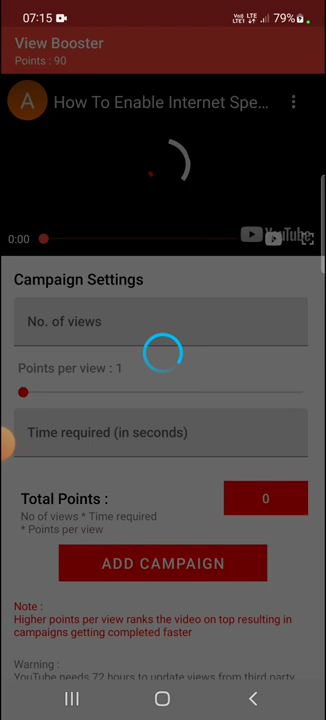 07:15
Vo) LTE LTE1 79%
View Booster
Points : 90
A How To Enable Internet Spe...
0:00
YouTube
Campaign Settings
No. of views
Points per view : 1
Time required (in seconds)
Total Points : 0
No of views * Time required
* Points per view
ADD CAMPAIGN
Note :
Higher points per view ranks the video on top resulting in
campaigns getting completed faster
Warning :
YouTube needs 72 hours to update views from third party